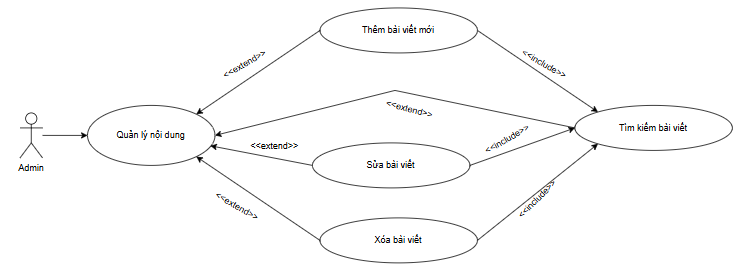 Thêm bài viết mới
<<extend>>
<<include>>
<<extend>>
Quản lý nội dung
Tìm kiếm bài viết
<<extend>>
<<include>>
Admin
Sửa bài viết
<<extend>>
<<include>>
Xóa bài viết